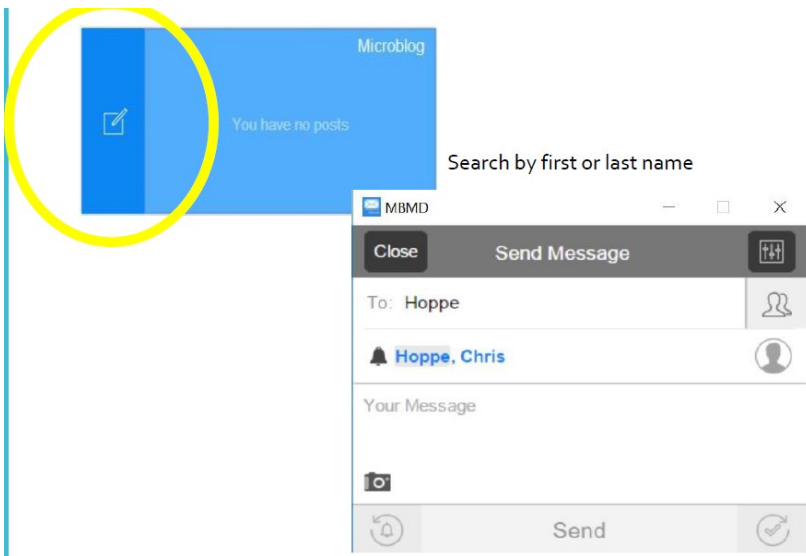 Microblog
You have no posts
Search by first or last name
MBMD
Close Send Message
To: Hoppe
Hoppe, Chris
Your Message
Send